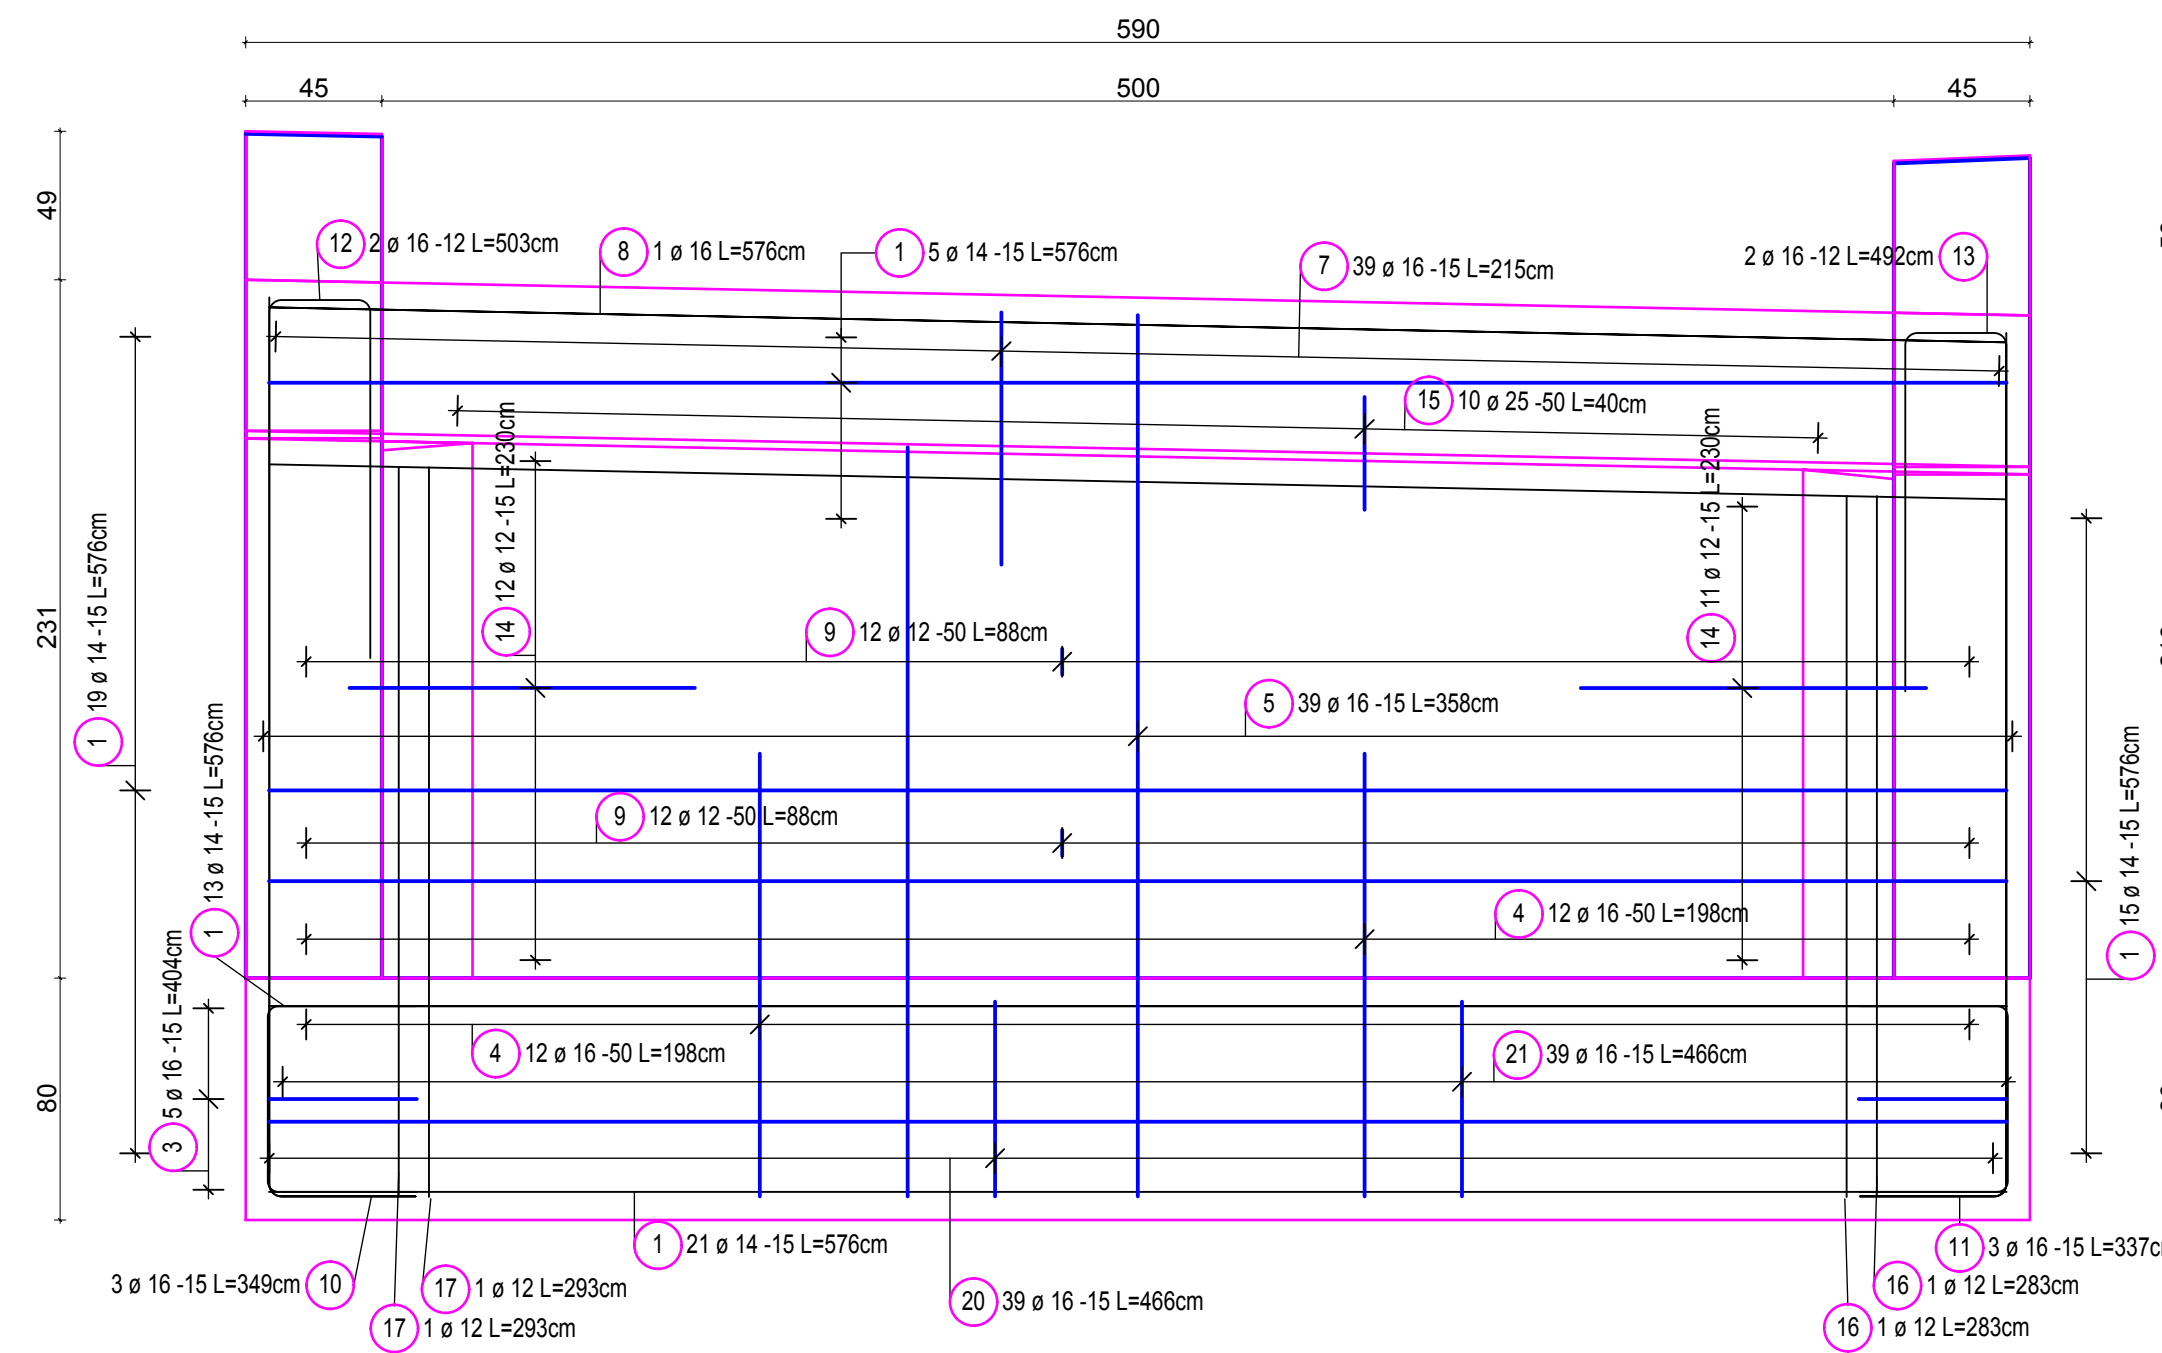 590
45
500
45
49
231
80
12 2 ø 16 -12 L=503cm
8 1 ø 16 L=576cm
1 5 ø 14 -15 L=576cm
7 39 ø 16 -15 L=215cm
2 ø 16 -12 L=492cm 13
15 10 ø 25 -50 L=40cm
14 12 ø 12 -15 L=230cm
14 11 ø 12 -15 L=230cm
1 19 ø 14 -15 L=576cm
9 12 ø 12 -50 L=88cm
5 39 ø 16 -15 L=358cm
1 13 ø 14 -15 L=576cm
9 12 ø 12 -50 L=88cm
1 15 ø 14 -15 L=576cm
4 12 ø 16 -50 L=198cm
3 5 ø 16 -15 L=404cm
4 12 ø 16 -50 L=198cm
21 39 ø 16 -15 L=466cm
1 21 ø 14 -15 L=576cm
11 3 ø 16 -15 L=337c
3 ø 16 -15 L=349cm 10
17 1 ø 12 L=293cm
16 1 ø 12 L=283cm
20 39 ø 16 -15 L=466cm
17 1 ø 12 L=293cm
16 1 ø 12 L=283cm